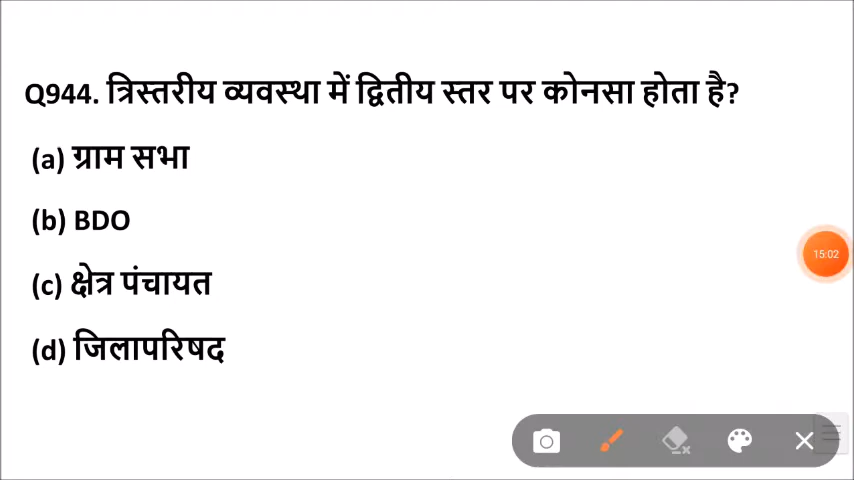 Q944. त्रिस्तरीय व्यवस्था में द्वितीय स्तर पर कोनसा होता है?
(a) ग्राम सभा
(b) BDO
(c) क्षेत्र पंचायत
(d) जिलापरिषद
15:02